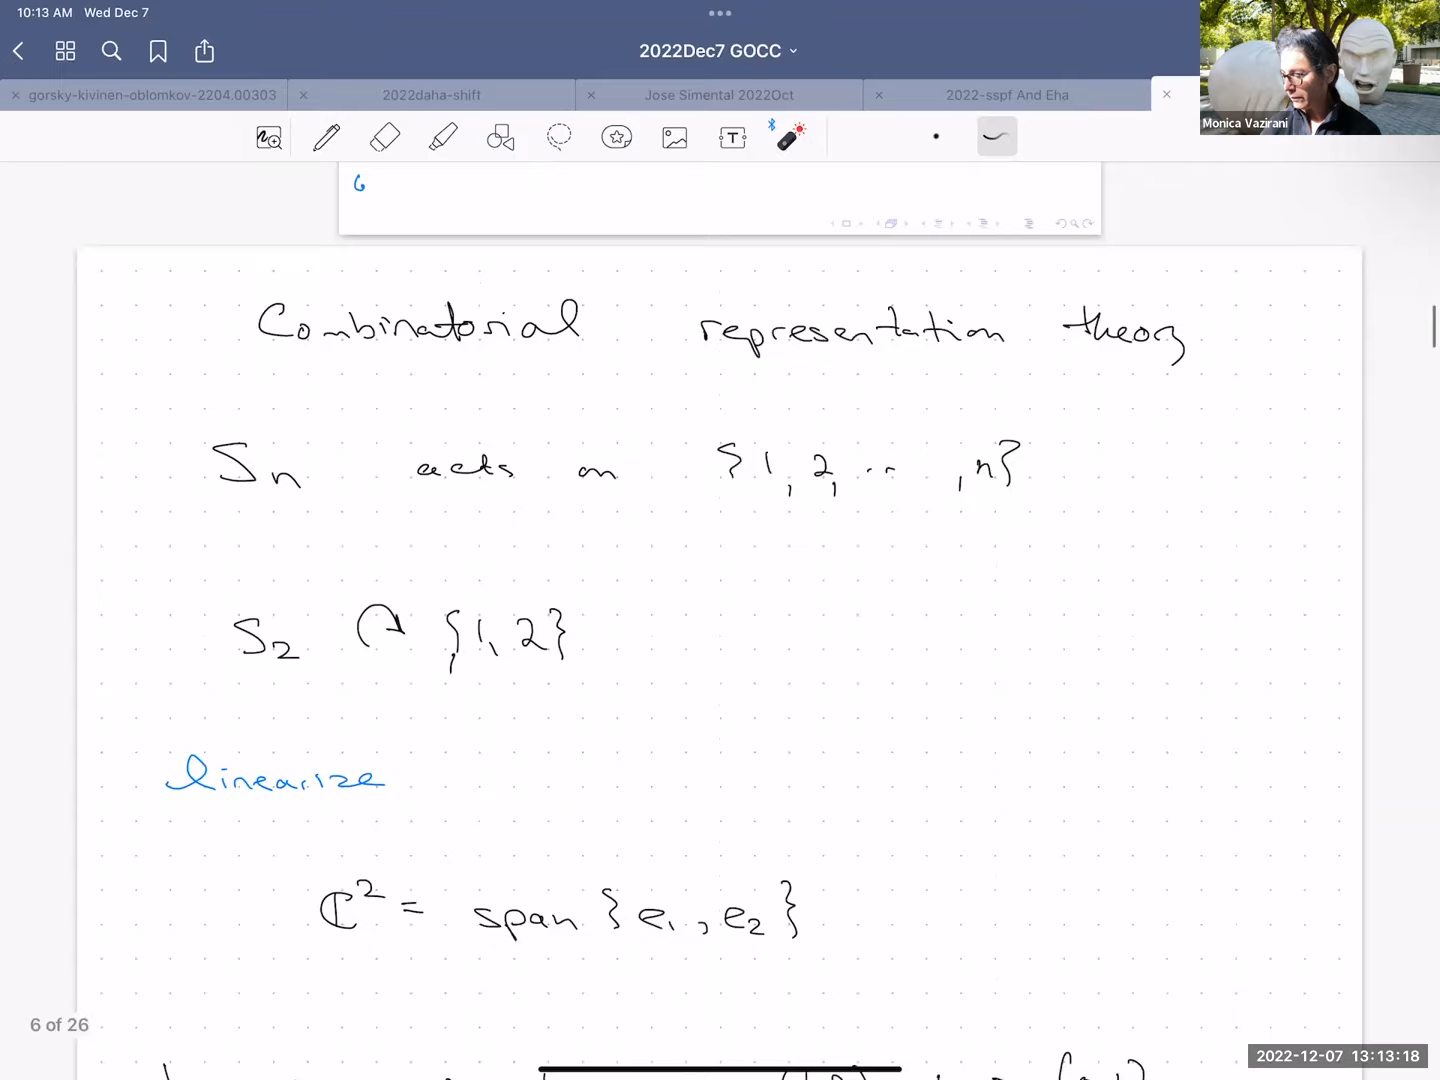 10:13 AM Wed Dec 7
2022Dec7 GOCC
gorsky-kivinen-oblomkov-2204.00303
2022daha-shift
Jose Simental 2022Oct
2022-sspf And Eha
Monica Vazirani
6
Combinatorial representation theory
Sn acts on {1, 2, .. , n}
S2 ↷ {1, 2}
linearize
ℂ² = span {e1, e2}
6 of 26
2022-12-07 13:13:18